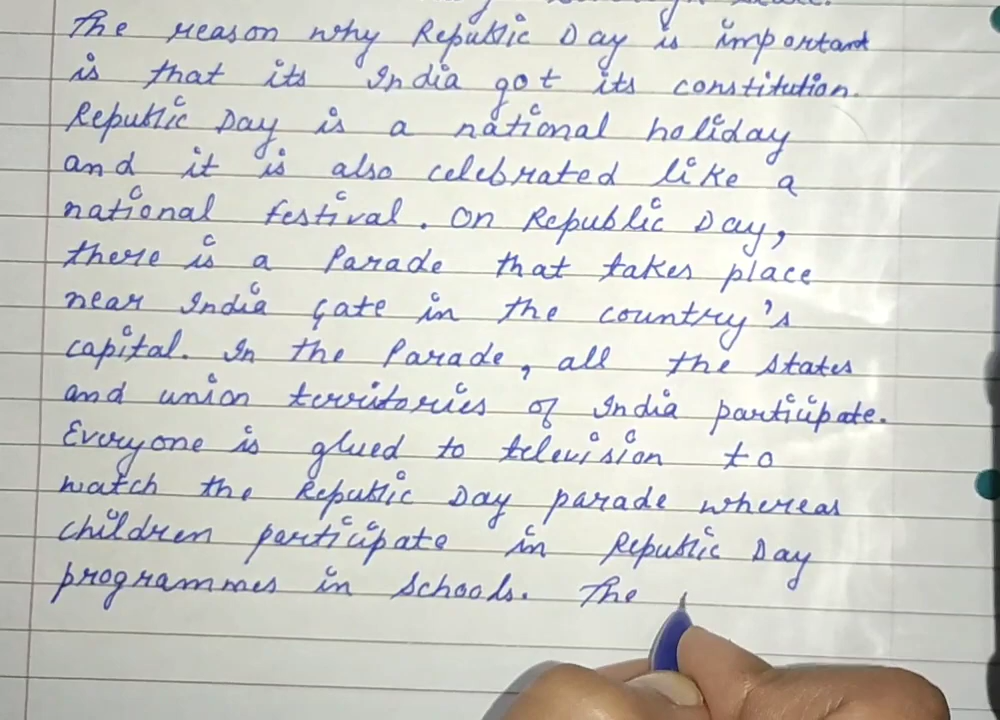 The reason why Republic Day is important
is that its India got its constitution.
Republic Day is a national holiday
and it is also celebrated like a
national festival. On Republic Day,
there is a Parade that takes place
near India Gate in the country's
capital. In the Parade, all the states
and union territories of India participate.
Everyone is glued to television to
watch the Republic Day parade whereas
children participate in Republic Day
programmes in schools. The